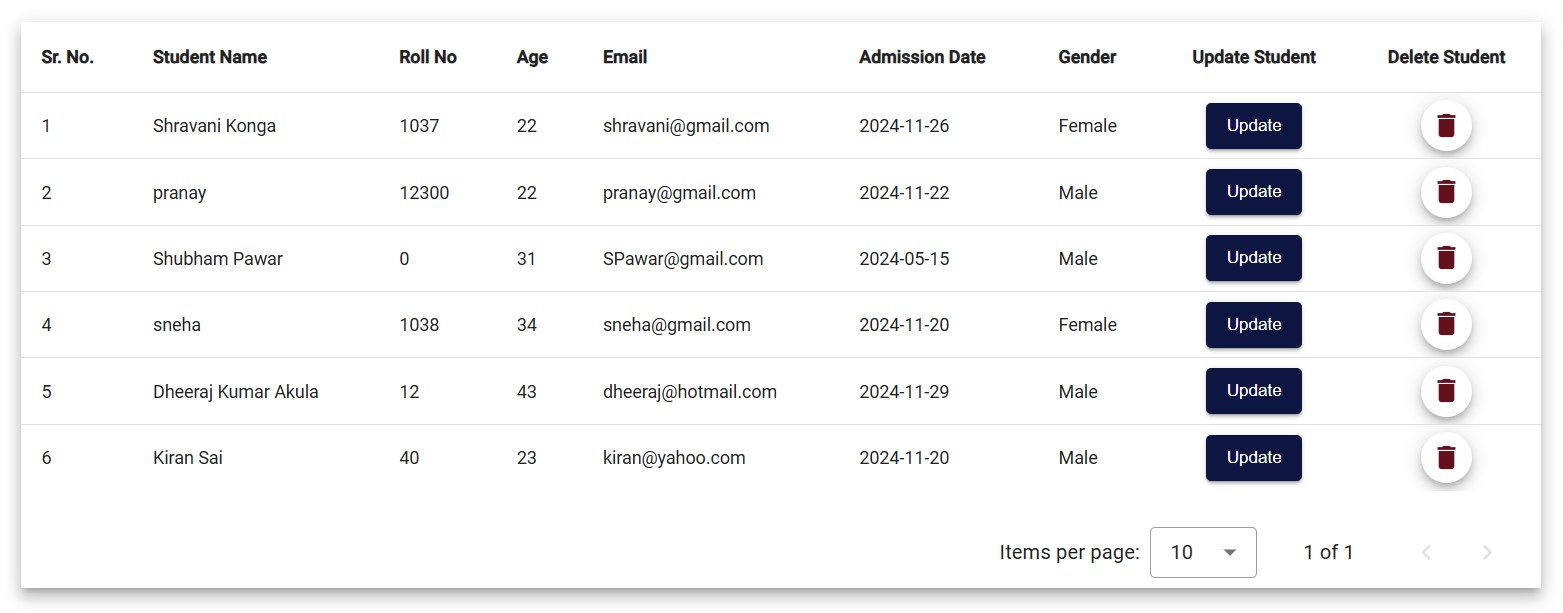 Sr. No. Student Name Roll No Age Email Admission Date Gender Update Student Delete Student
1 Shravani Konga 1037 22 shravani@gmail.com 2024-11-26 Female Update
2 pranay 12300 22 pranay@gmail.com 2024-11-22 Male Update
3 Shubham Pawar 0 31 SPawar@gmail.com 2024-05-15 Male Update
4 sneha 1038 34 sneha@gmail.com 2024-11-20 Female Update
5 Dheeraj Kumar Akula 12 43 dheeraj@hotmail.com 2024-11-29 Male Update
6 Kiran Sai 40 23 kiran@yahoo.com 2024-11-20 Male Update
Items per page: 10 1 of 1